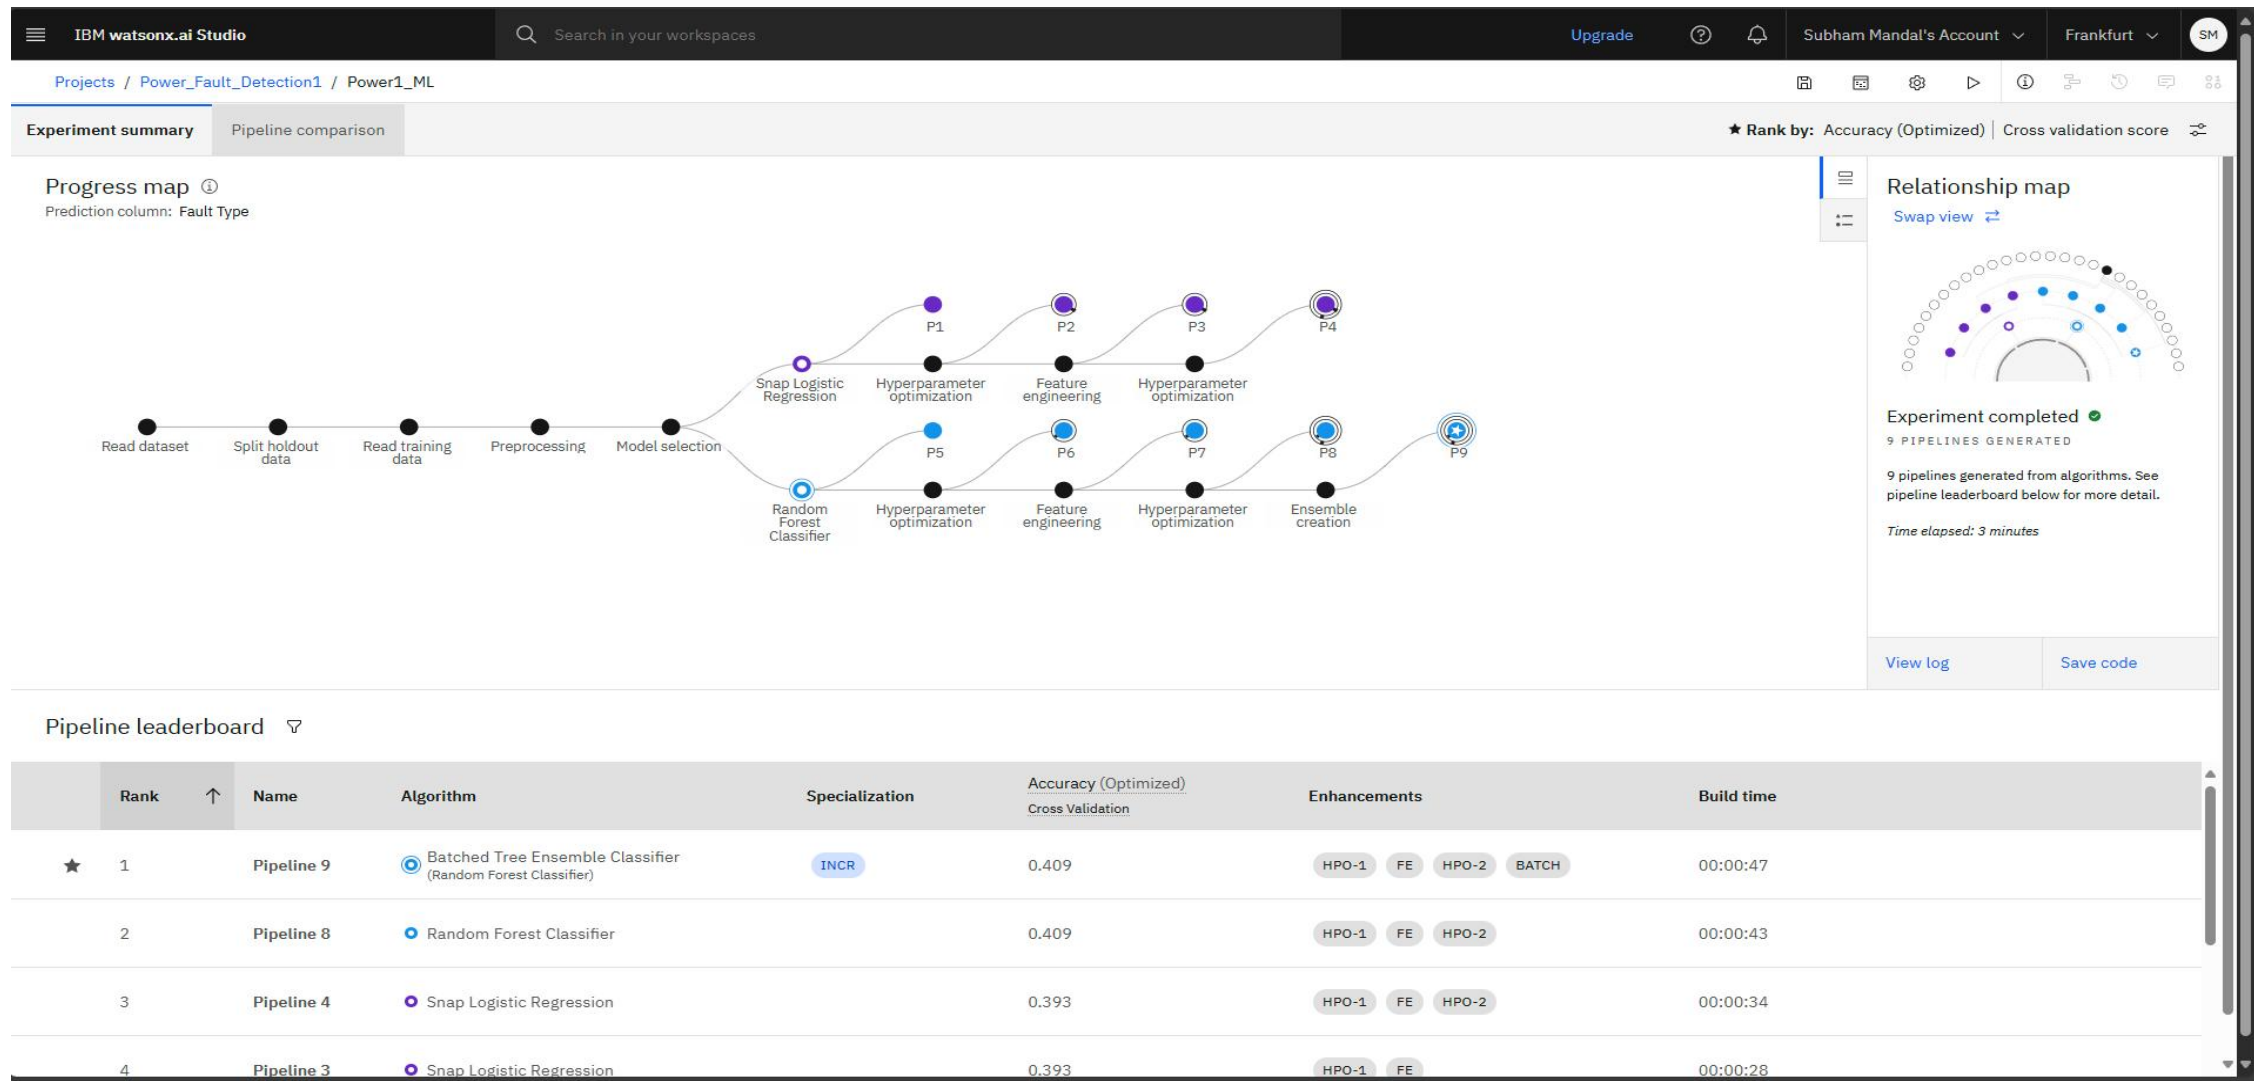 IBM watsonx.ai Studio
Search in your workspaces
Upgrade
Subham Mandal's Account
Frankfurt
SM
Projects / Power_Fault_Detection1 / Power1_ML
Experiment summary
Pipeline comparison
Rank by: Accuracy (Optimized) | Cross validation score
Progress map
Prediction column: Fault Type
P1
P2
P3
P4
Snap Logistic
Regression
Hyperparameter
optimization
Feature
engineering
Hyperparameter
optimization
Read dataset
Split holdout
data
Read training
data
Preprocessing
Model selection
P5
P6
P7
P8
P9
Random
Forest
Classifier
Hyperparameter
optimization
Feature
engineering
Hyperparameter
optimization
Ensemble
creation
Relationship map
Swap view
Experiment completed
9 PIPELINES GENERATED
9 pipelines generated from algorithms. See
pipeline leaderboard below for more detail.
Time elapsed: 3 minutes
View log
Save code
Pipeline leaderboard
Rank Name Algorithm Specialization Accuracy (Optimized) Enhancements Build time
Cross Validation
1 Pipeline 9 Batched Tree Ensemble Classifier INCR 0.409 HPO-1 FE HPO-2 BATCH 00:00:47
(Random Forest Classifier)
2 Pipeline 8 Random Forest Classifier 0.409 HPO-1 FE HPO-2 00:00:43
3 Pipeline 4 Snap Logistic Regression 0.393 HPO-1 FE HPO-2 00:00:34
4 Pipeline 3 Snap Logistic Regression 0.393 HPO-1 FE 00:00:28